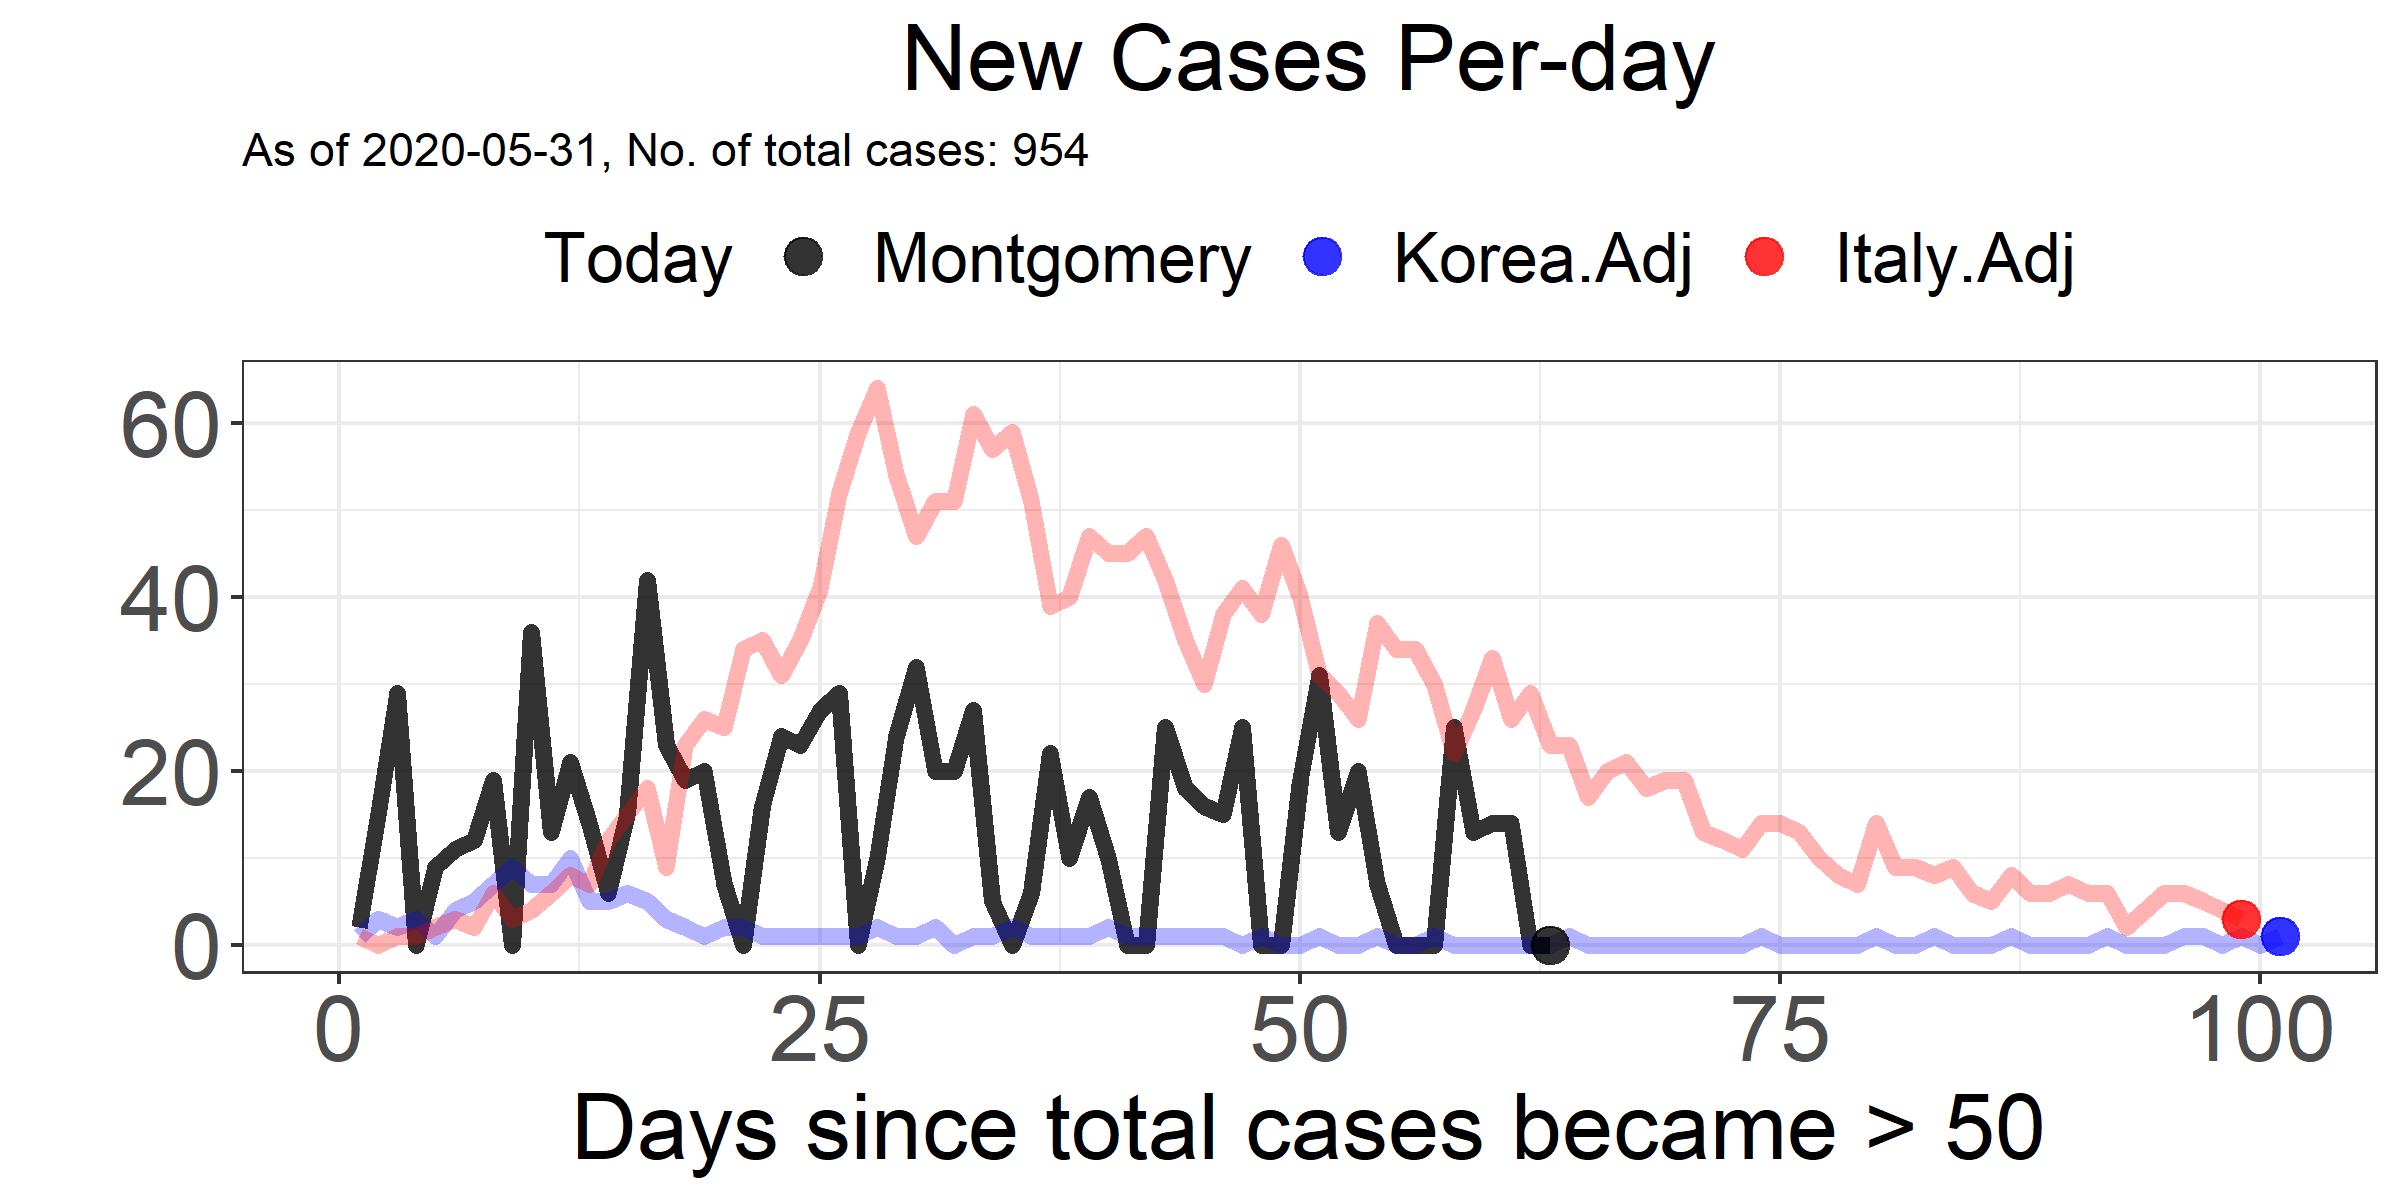 New Cases Per-day
As of 2020-05-31, No. of total cases: 954
Today Montgomery Korea.Adj Italy.Adj
60
40
20
0
0 25 50 75 100
Days since total cases became > 50